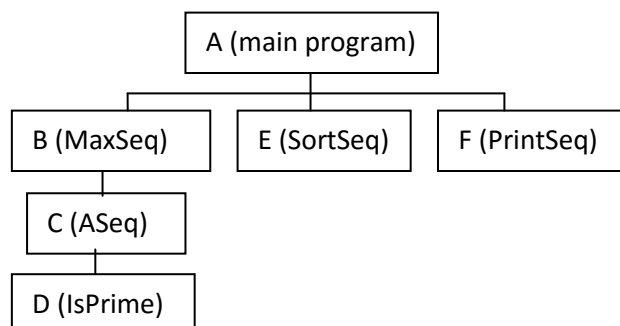 A (main program)
B (MaxSeq)
E (SortSeq)
F (PrintSeq)
C (ASeq)
D (IsPrime)